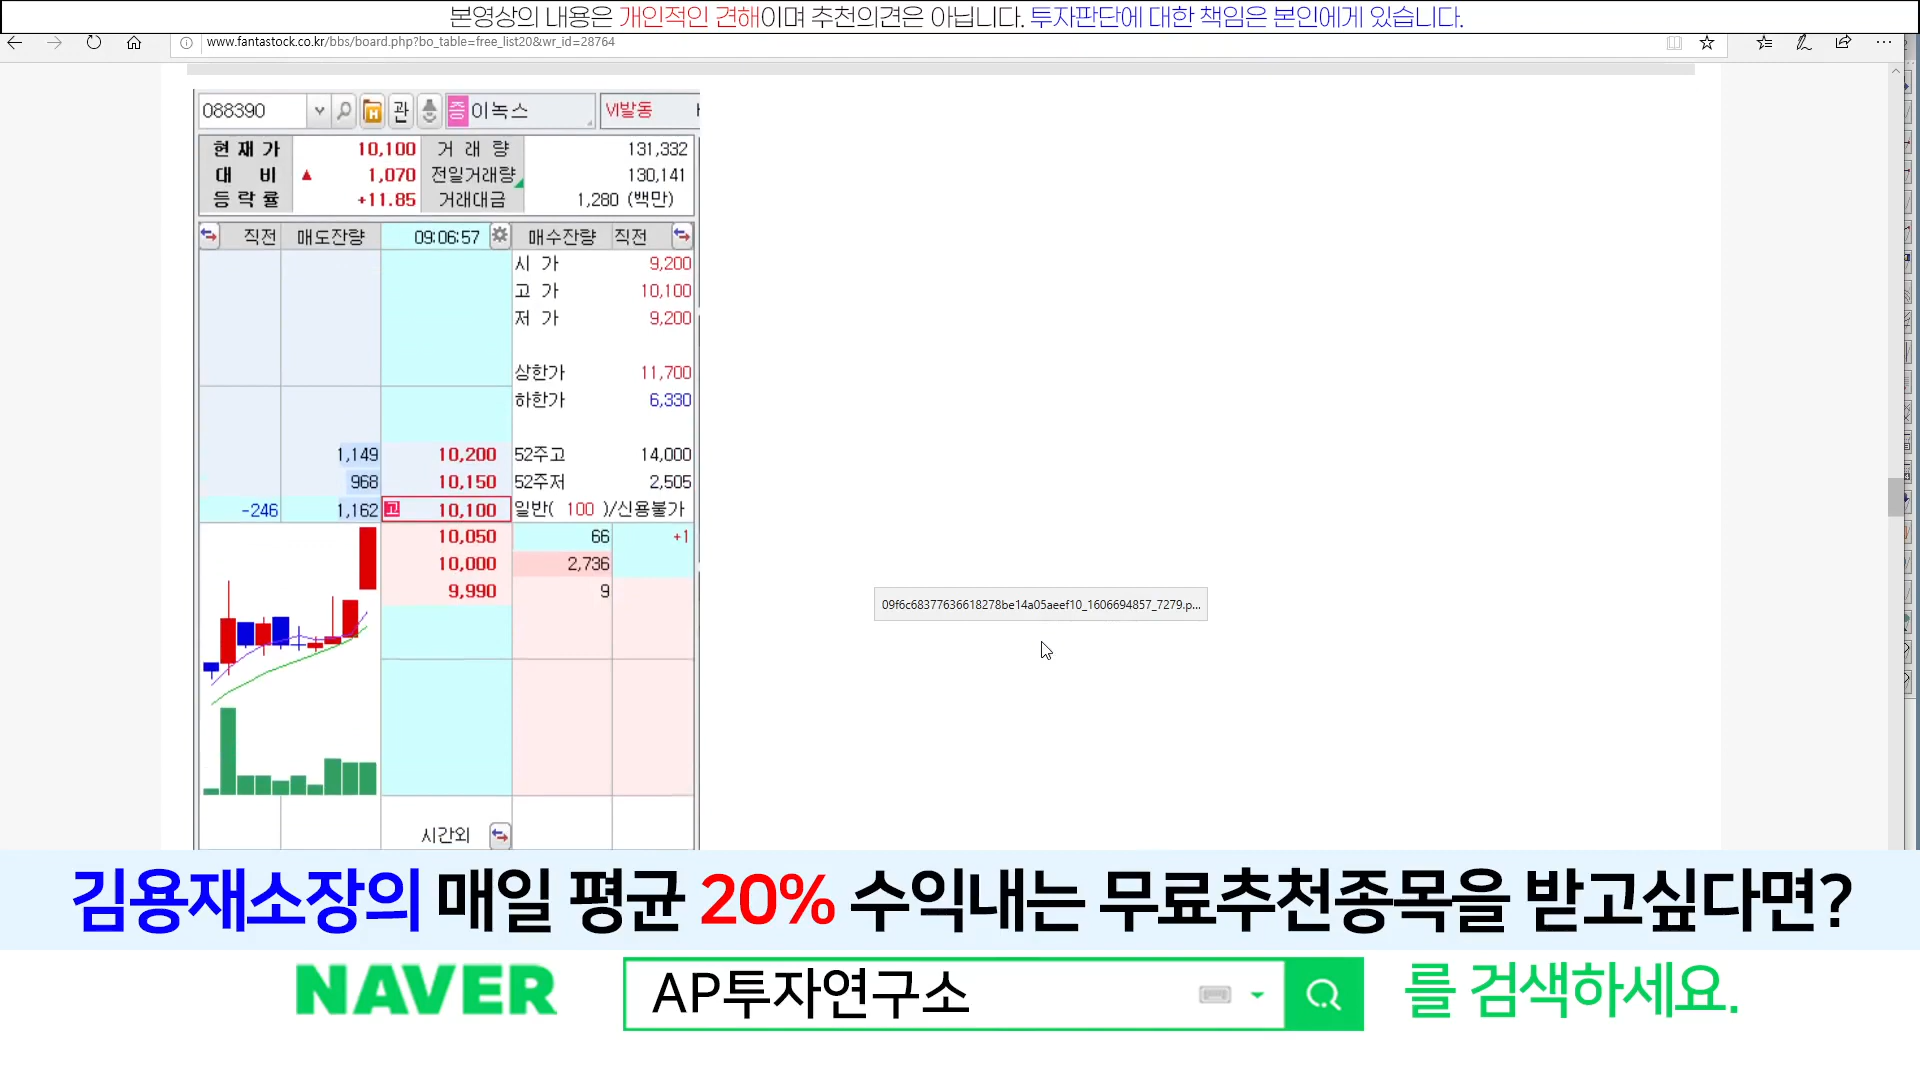 본영상의 내용은 개인적인 견해이며 추천의견은 아닙니다. 투자판단에 대한 책임은 본인에게 있습니다.
www.fantastock.co.kr/bbs/board.php?bo_table=free_list20&wr_id=28764
088390 관 증 이녹스 VI발동
현재가 10,100 거래량 131,332
대비 ▲ 1,070 전일거래량 130,141
등락률 +11.85 거래대금 1,280 (백만)
직전 매도잔량 09:06:57 매수잔량 직전
시가 9,200
고가 10,100
저가 9,200
상한가 11,700
하한가 6,330
1,149 10,200 52주고 14,000
968 10,150 52주저 2,505
-246 1,162 고 10,100 일반( 100 )/신용불가
10,050 66 +1
10,000 2,736
9,990 9
09f6c68377636618278be14a05aeef10_1606694857_7279.p...
시간외
김용재소장의 매일 평균 20% 수익내는 무료추천종목을 받고싶다면?
NAVER AP투자연구소 를 검색하세요.